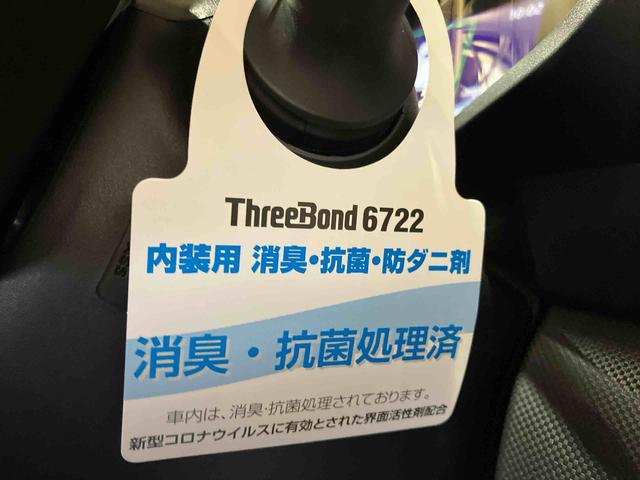 ThreeBond 6722
内装用 消臭・抗菌・防ダニ剤
消臭・抗菌処理済
車内は、消臭・抗菌処理されております。
新型コロナウイルスに有効とされた界面活性剤配合